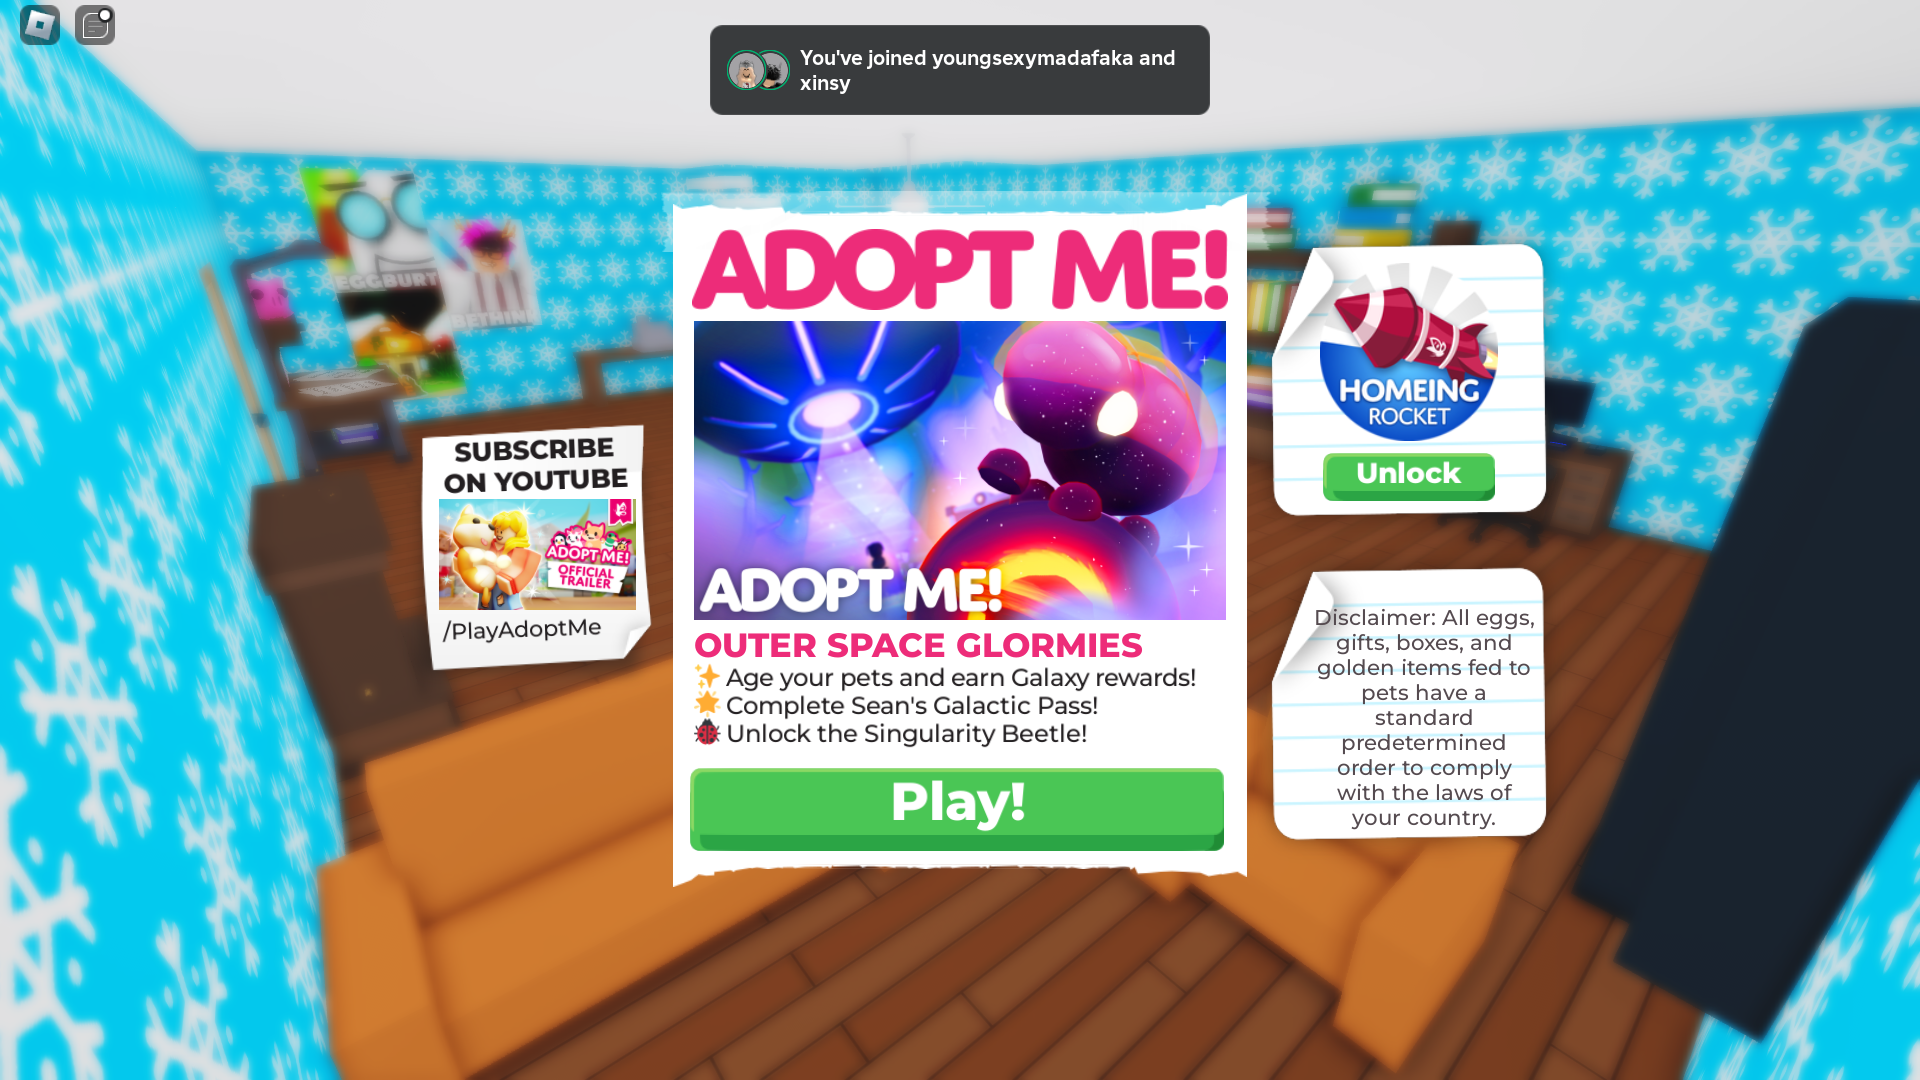 You've joined youngsexymadafaka and
xinsy
EGGBURT
BETHINK
ADOPT ME!
ADOPT ME!
OUTER SPACE GLORMIES
Age your pets and earn Galaxy rewards!
Complete Sean's Galactic Pass!
Unlock the Singularity Beetle!
Play!
SUBSCRIBE
ON YOUTUBE
ADOPT ME!
OFFICIAL
TRAILER
/PlayAdoptMe
HOMEING
ROCKET
Unlock
Disclaimer: All eggs,
gifts, boxes, and
golden items fed to
pets have a
standard
predetermined
order to comply
with the laws of
your country.